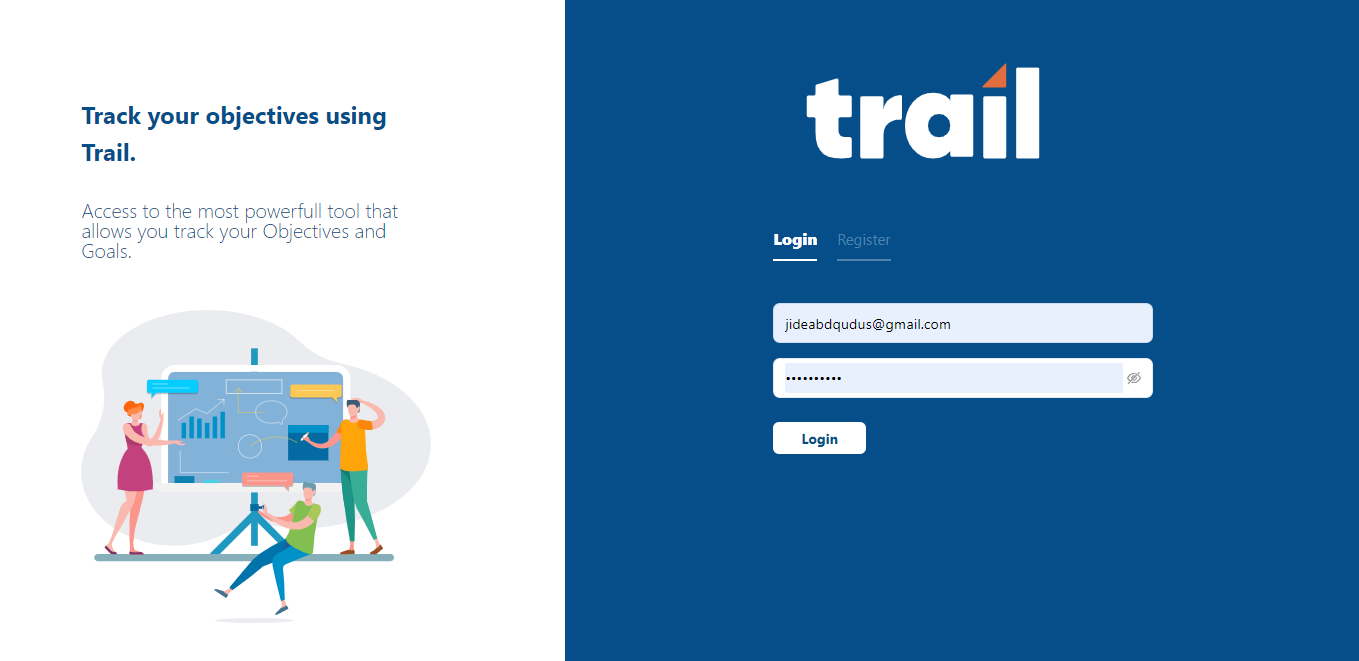 Track your objectives using
Trail.
Access to the most powerfull tool that
allows you track your Objectives and
Goals.
trail
Login Register
jideabdqudus@gmail.com
••••••••••
Login